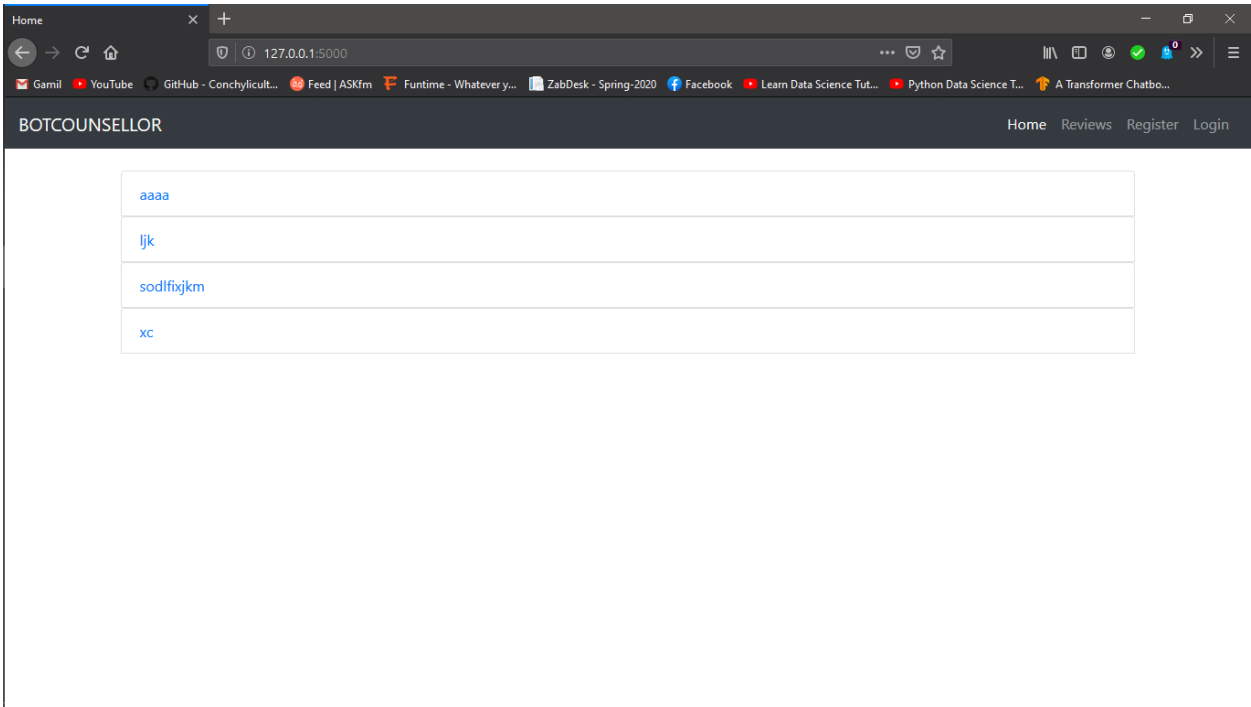 Home
127.0.0.1:5000
0
Gamil YouTube GitHub - Conchylicult... Feed | ASKfm Funtime - Whatever y... ZabDesk - Spring-2020 Facebook Learn Data Science Tut... Python Data Science T... A Transformer Chatbo...
BOTCOUNSELLOR Home Reviews Register Login
aaaa
ljk
sodlfixjkm
xc